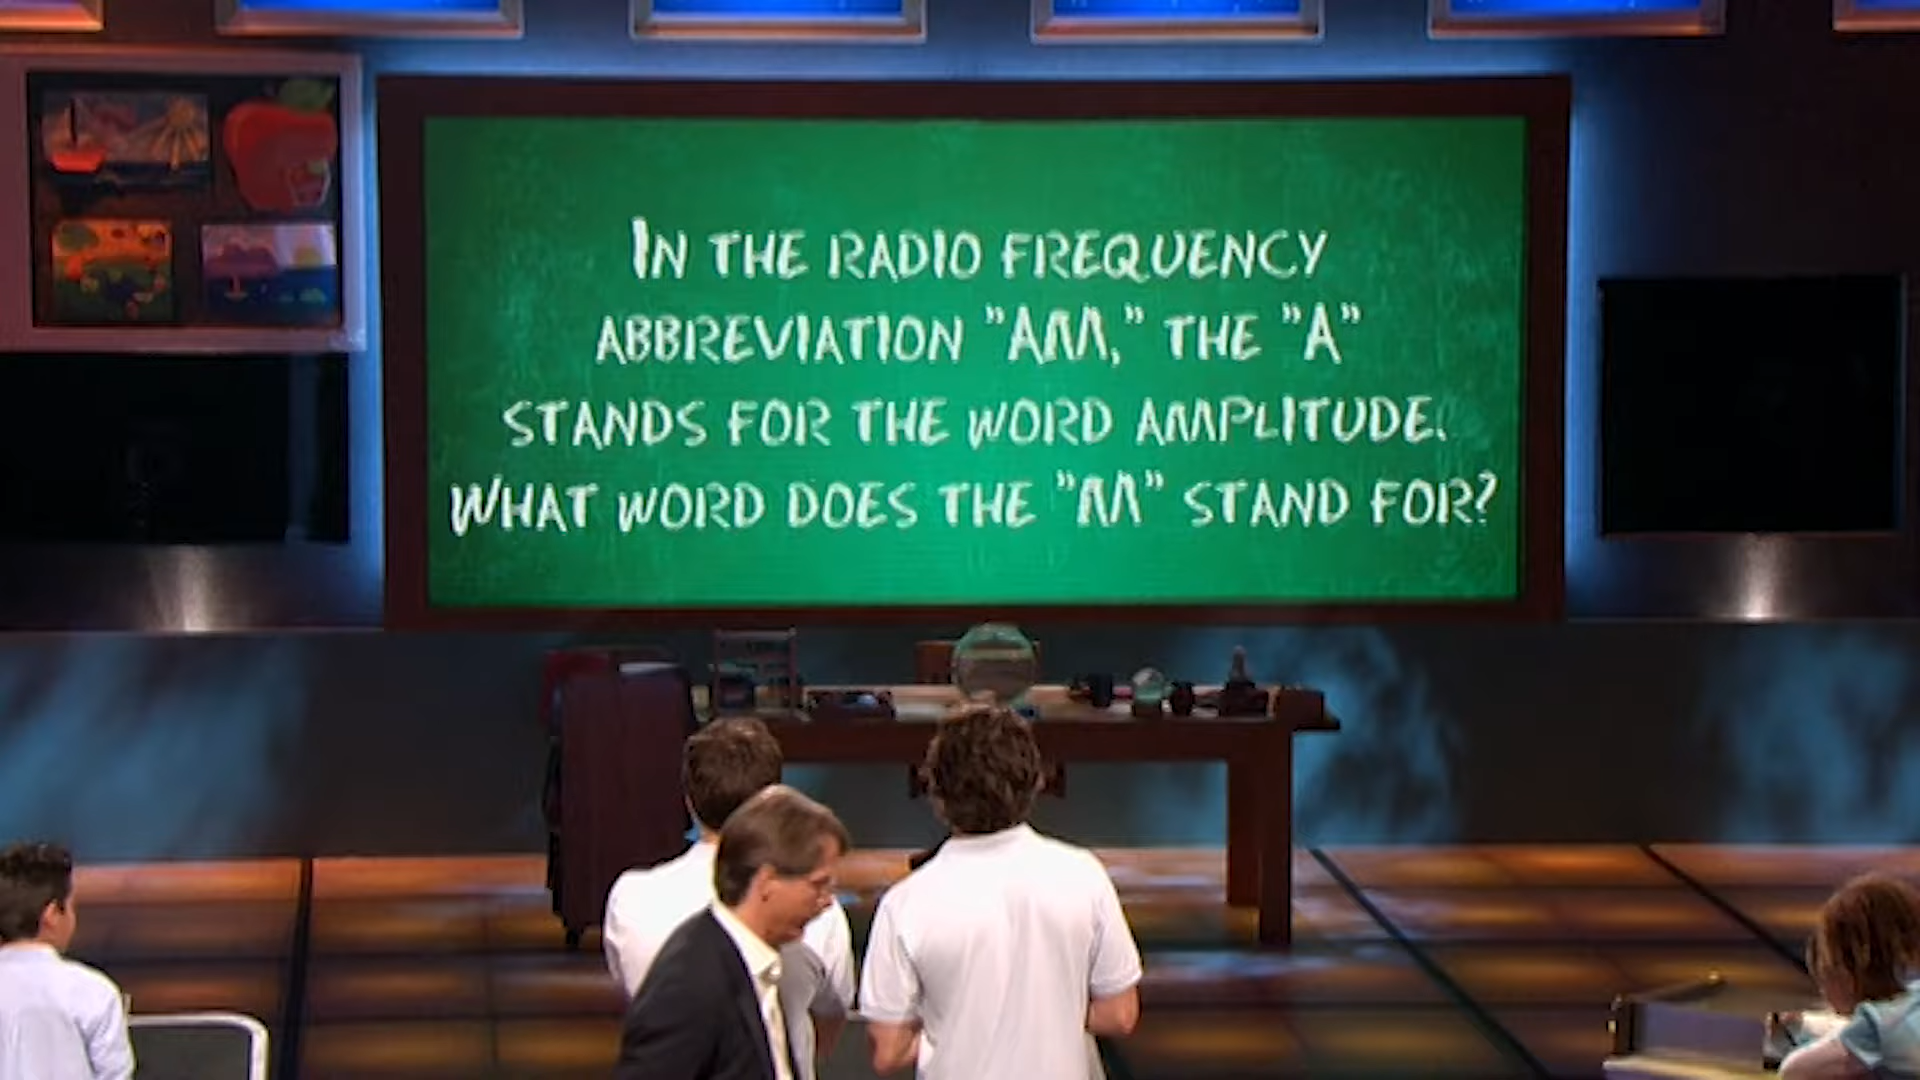 In the radio frequency
abbreviation "AM," the "A"
stands for the word amplitude.
What word does the "M" stand for?